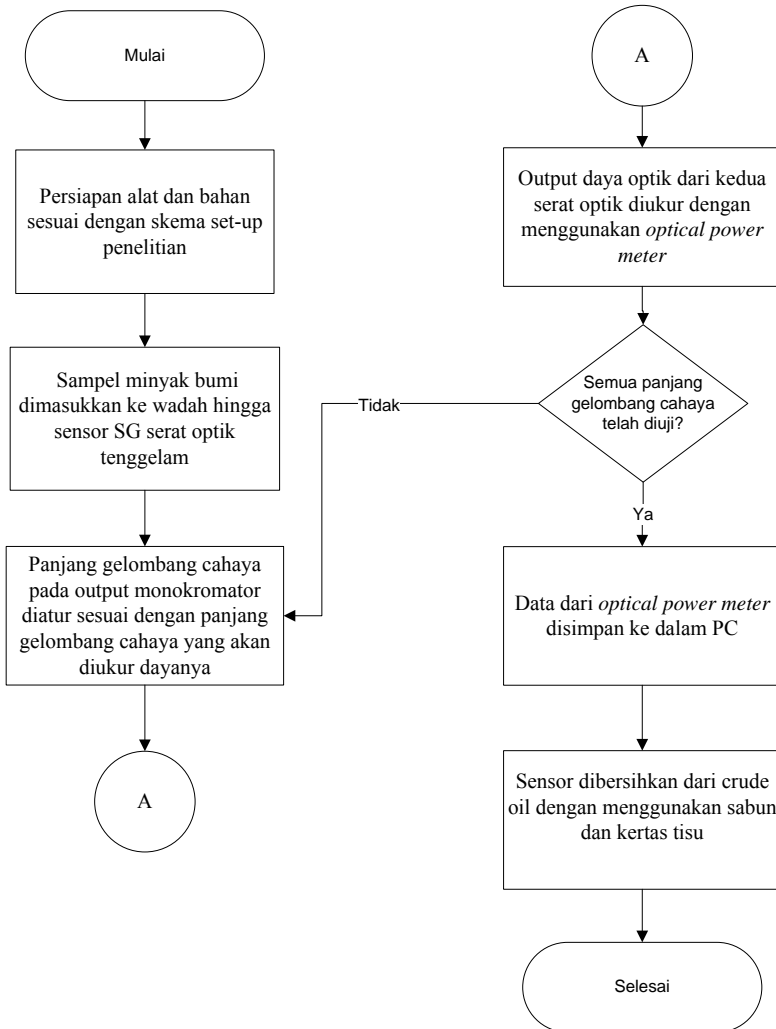 Mulai
Persiapan alat dan bahan
sesuai dengan skema set-up
penelitian
Sampel minyak bumi
dimasukkan ke wadah hingga
sensor SG serat optik
tenggelam
Panjang gelombang cahaya
pada output monokromator
diatur sesuai dengan panjang
gelombang cahaya yang akan
diukur dayanya
A
A
Output daya optik dari kedua
serat optik diukur dengan
menggunakan optical power
meter
Semua panjang
gelombang cahaya
telah diuji?
Tidak
Ya
Data dari optical power meter
disimpan ke dalam PC
Sensor dibersihkan dari crude
oil dengan menggunakan sabun
dan kertas tisu
Selesai